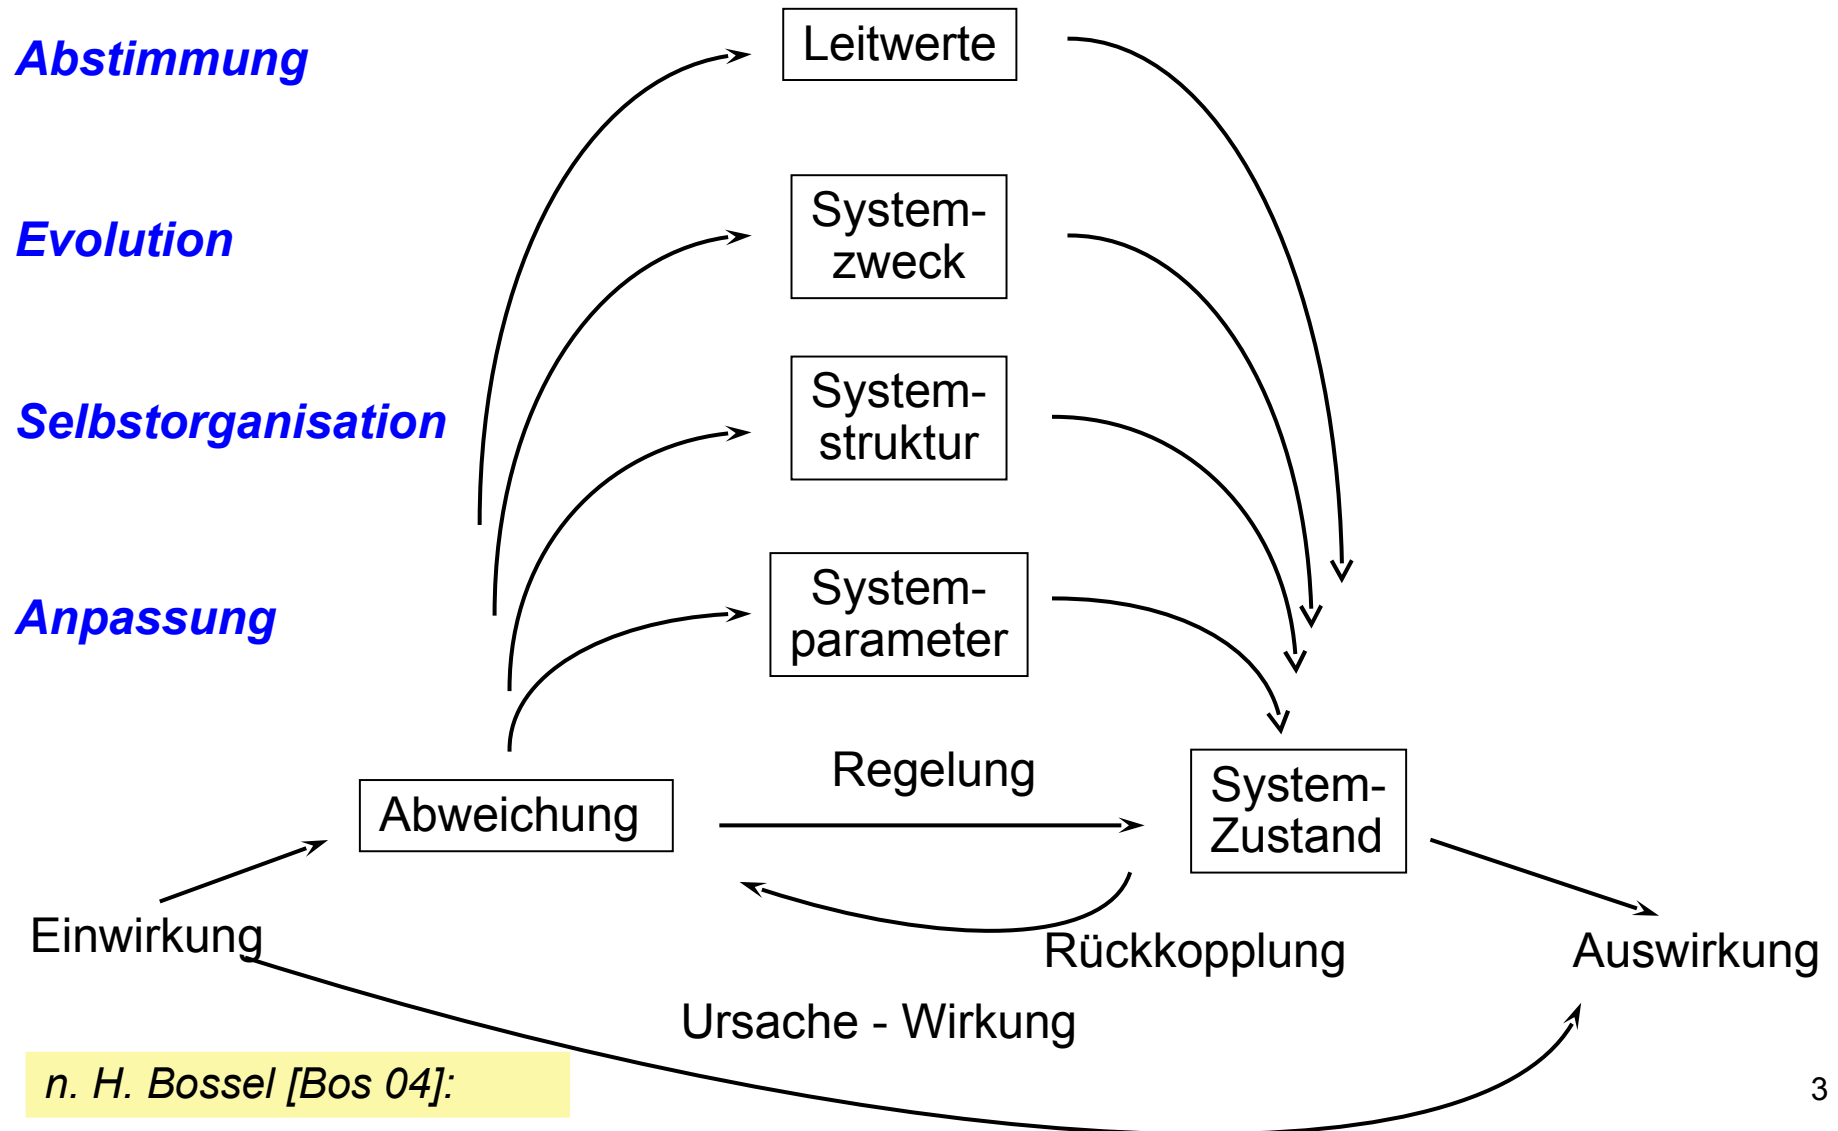 Abstimmung
Leitwerte
Evolution
System-
zweck
Selbstorganisation
System-
struktur
Anpassung
System-
parameter
Abweichung
Regelung
System-
Zustand
Einwirkung
Rückkopplung
Auswirkung
Ursache - Wirkung
n. H. Bossel [Bos 04]:
3